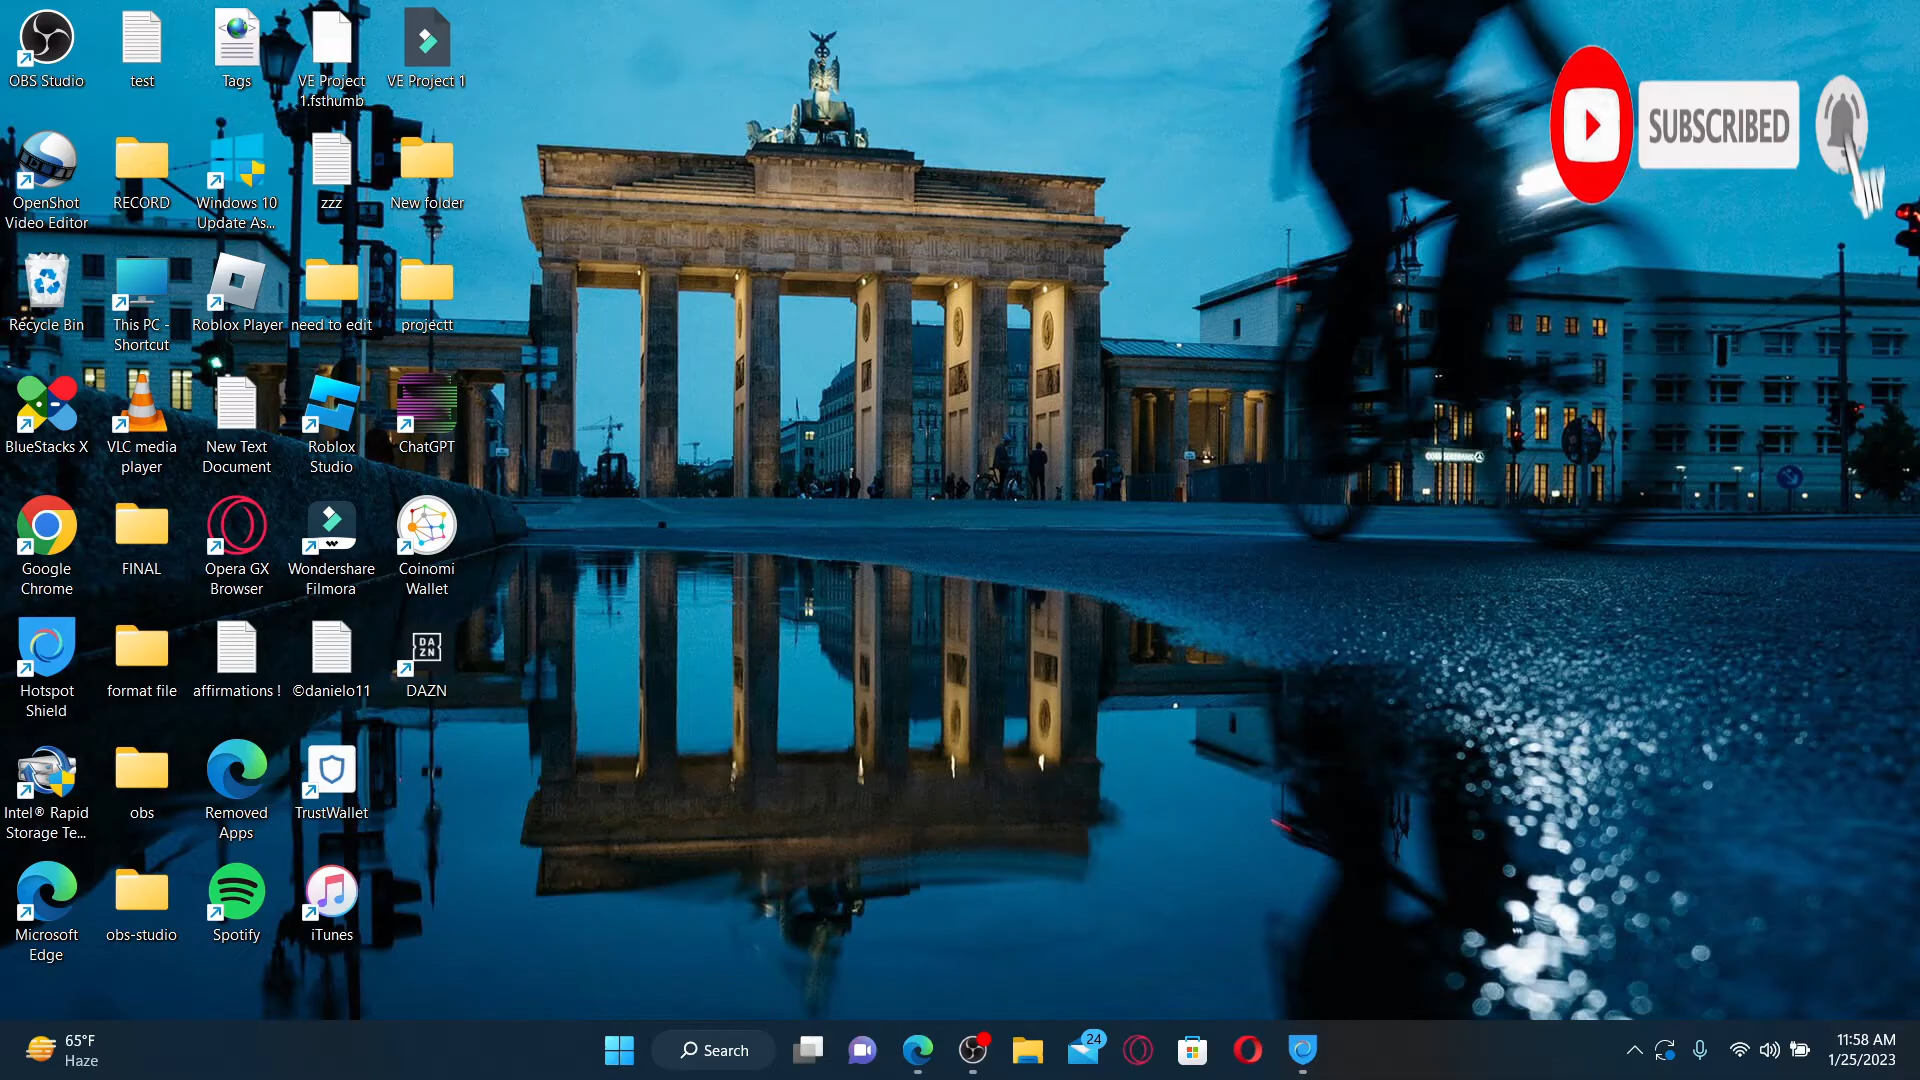 OBS Studio
test
Tags
VE Project
1.fsthumb
VE Project 1
SUBSCRIBED
OpenShot
Video Editor
RECORD
Windows 10
Update As...
zzz
New folder
Recycle Bin
This PC -
Shortcut
Roblox Player
need to edit
projectt
BlueStacks X
VLC media
player
New Text
Document
Roblox
Studio
ChatGPT
Google
Chrome
FINAL
Opera GX
Browser
Wondershare
Filmora
Coinomi
Wallet
Hotspot
Shield
format file
affirmations !
©danielo11
DA
ZN
DAZN
Intel® Rapid
Storage Te...
obs
Removed
Apps
TrustWallet
Microsoft
Edge
obs-studio
Spotify
iTunes
65°F
Haze
Search
24
11:58 AM
1/25/2023